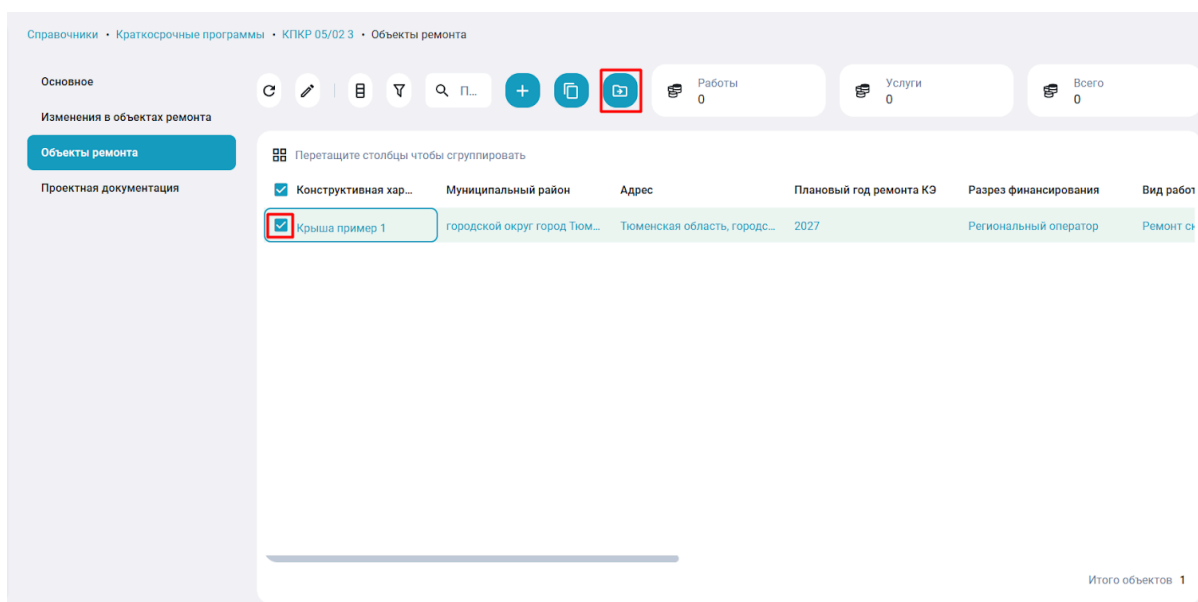 Справочники • Краткосрочные программы • КПКР 05/02 3 • Объекты ремонта
Основное
Изменения в объектах ремонта
Объекты ремонта
Проектная документация
П...
Работы
0
Услуги
0
Всего
0
Перетащите столбцы чтобы сгруппировать
Конструктивная хар... Муниципальный район Адрес Плановый год ремонта КЭ Разрез финансирования Вид работ
Крыша пример 1 городской округ город Тюм... Тюменская область, городс... 2027 Региональный оператор Ремонт ск
Итого объектов 1